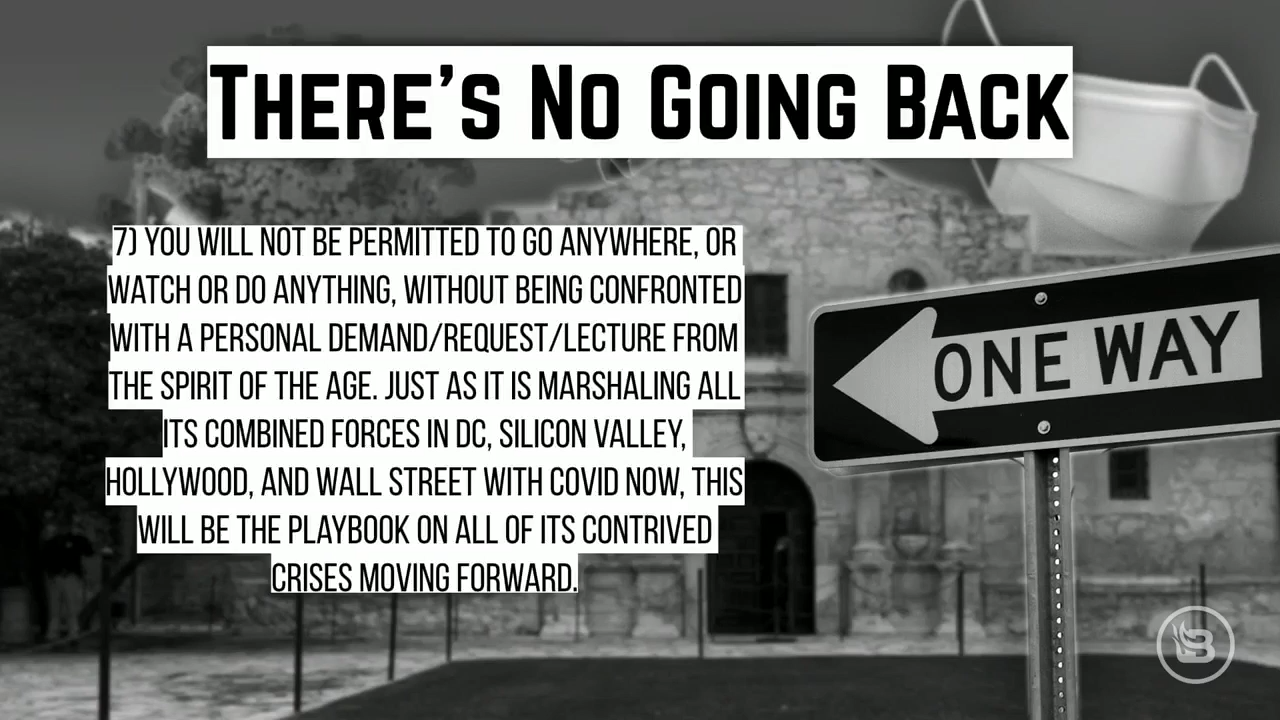 There's No Going Back
7) YOU WILL NOT BE PERMITTED TO GO ANYWHERE, OR
WATCH OR DO ANYTHING, WITHOUT BEING CONFRONTED
WITH A PERSONAL DEMAND/REQUEST/LECTURE FROM
THE SPIRIT OF THE AGE. JUST AS IT IS MARSHALING ALL
ITS COMBINED FORCES IN DC, SILICON VALLEY,
HOLLYWOOD, AND WALL STREET WITH COVID NOW, THIS
WILL BE THE PLAYBOOK ON ALL OF ITS CONTRIVED
CRISES MOVING FORWARD.
ONE WAY
B